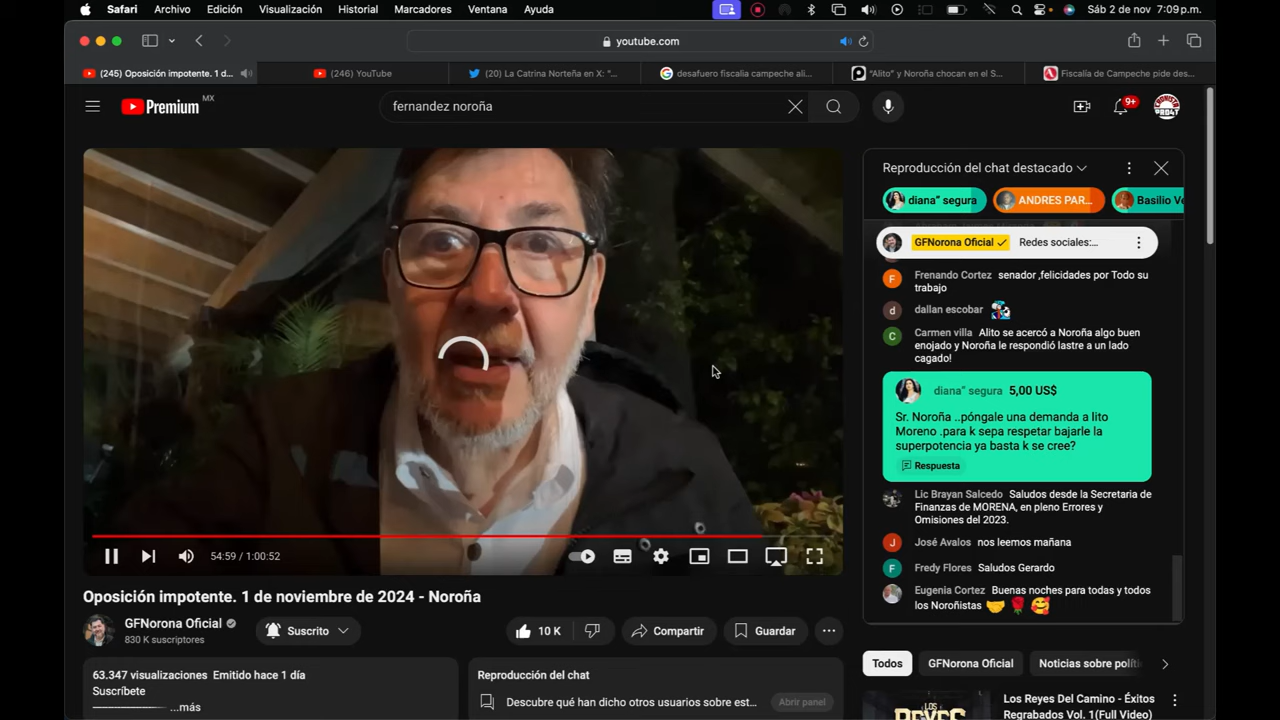 Safari Archivo Edición Visualización Historial Marcadores Ventana Ayuda Sáb 2 de nov 7:09 p.m.
youtube.com
(245) Oposición impotente. 1 d...
(246) YouTube
(20) La Catrina Norteña en X: "...
desafuero fiscalia campeche ali...
"Alito" y Noroña chocan en el S...
Fiscalía de Campeche pide des...
Premium MX
fernandez noroña
9+
Reproducción del chat destacado
diana" segura
ANDRES PAR...
Basilio Ve
GFNorona Oficial Redes sociales:...
Frenando Cortez senador ,felicidades por Todo su
trabajo
dallan escobar
Carmen villa Alito se acercó a Noroña algo buen
enojado y Noroña le respondió lastre a un lado
cagado!
diana" segura 5,00 US$
Sr. Noroña ..póngale una demanda a lito
Moreno .para k sepa respetar bajarle la
superpotencia ya basta k se cree?
Respuesta
Lic Brayan Salcedo Saludos desde la Secretaria de
Finanzas de MORENA, en pleno Errores y
Omisiones del 2023.
José Avalos nos leemos mañana
Fredy Flores Saludos Gerardo
Eugenia Cortez Buenas noches para todas y todos
los Noroñistas 🤝🌹🥰
54:59 / 1:00:52
Oposición impotente. 1 de noviembre de 2024 - Noroña
GFNorona Oficial
830 K suscriptores
Suscrito
10 K
Compartir
Guardar
63.347 visualizaciones Emitido hace 1 día
Suscríbete
...más
Reproducción del chat
Descubre qué han dicho otros usuarios sobre est...
Abrir panel
Todos
GFNorona Oficial
Noticias sobre políti
LOS
REYES
Los Reyes Del Camino - Éxitos
Regrabados Vol. 1(Full Video)